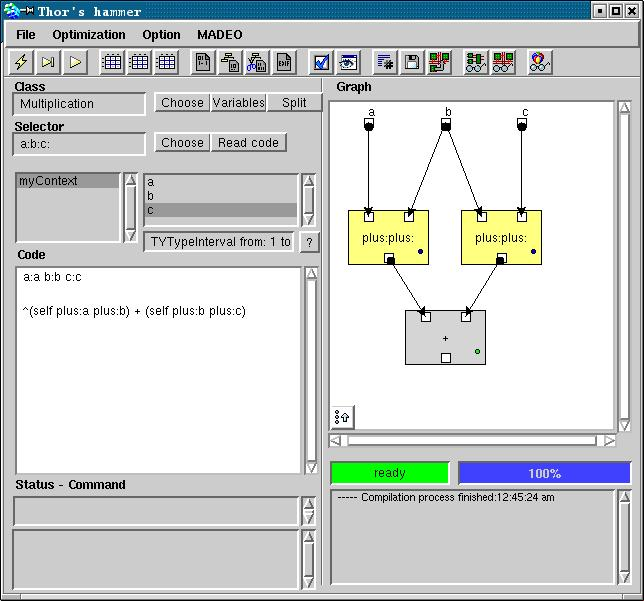 Thor's hammer
File Optimization Option MADEO
Class
Multiplication
Choose Variables Split
Selector
a:b:c:
Choose Read code
myContext
a
b
c
TYTypeInterval from: 1 to
?
Code
a:a b:b c:c
^(self plus:a plus:b) + (self plus:b plus:c)
Status - Command
Graph
a b c
plus:plus: plus:plus:
+
ready
100%
----- Compilation process finished:12:45:24 am